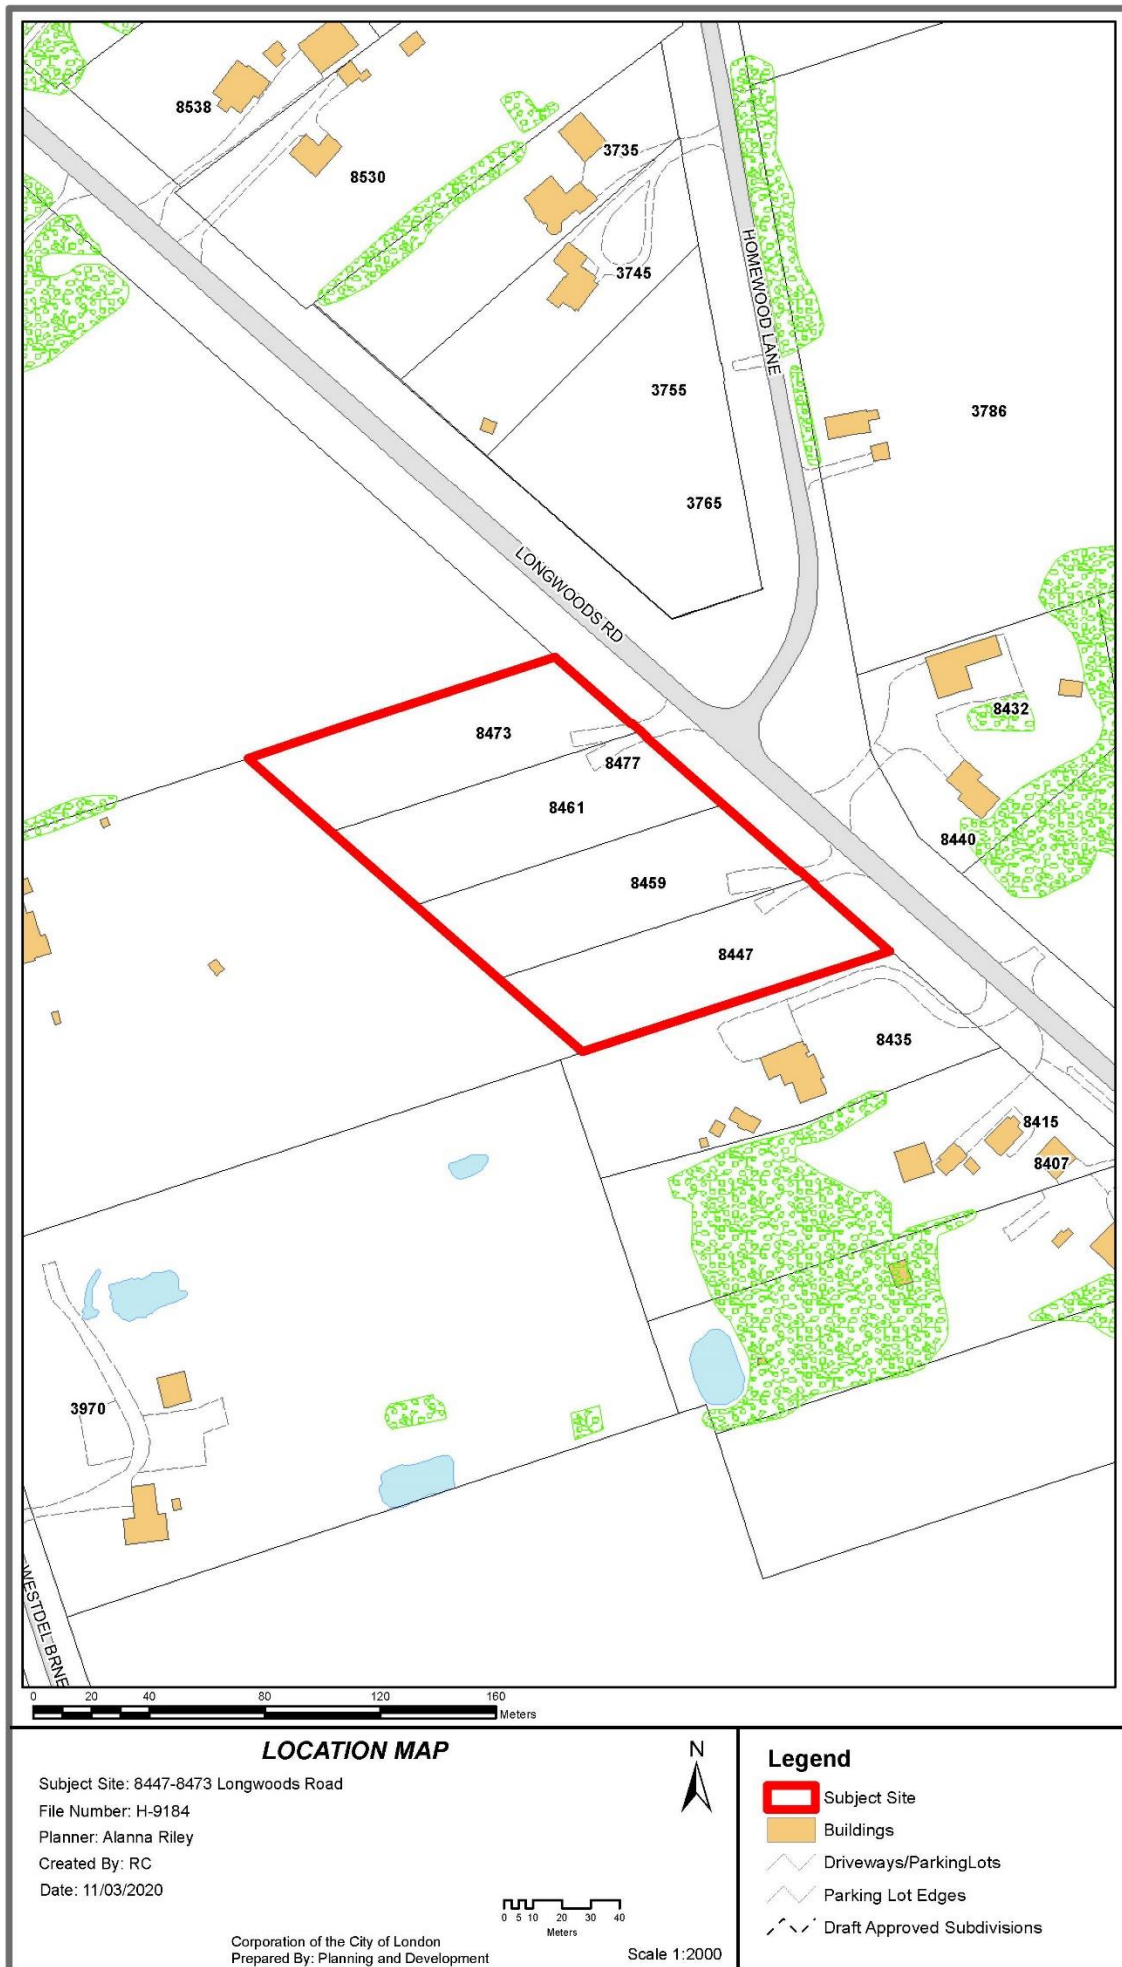 8538
8530
3735
3745
HOMEWOOD LANE
3755
3786
3765
LONGWOODS RD
8473
8477
8461
8432
8440
8459
8447
8435
8415
8407
3970
WESTDEL BRNE
0 20 40 80 120 160
Meters
LOCATION MAP
Subject Site: 8447-8473 Longwoods Road
File Number: H-9184
Planner: Alanna Riley
Created By: RC
Date: 11/03/2020
Corporation of the City of London
Prepared By: Planning and Development
N
0 5 10 20 30 40
Meters
Scale 1:2000
Legend
Subject Site
Buildings
Driveways/ParkingLots
Parking Lot Edges
Draft Approved Subdivisions